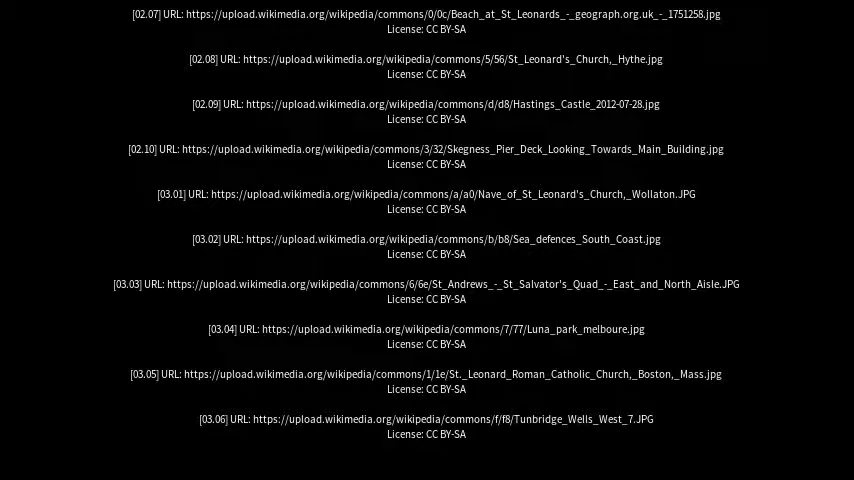 [02.07] URL: https://upload.wikimedia.org/wikipedia/commons/0/0c/Beach_at_St_Leonards_-_geograph.org.uk_-_1751258.jpg
License: CC BY-SA
[02.08] URL: https://upload.wikimedia.org/wikipedia/commons/5/56/St_Leonard's_Church,_Hythe.jpg
License: CC BY-SA
[02.09] URL: https://upload.wikimedia.org/wikipedia/commons/d/d8/Hastings_Castle_2012-07-28.jpg
License: CC BY-SA
[02.10] URL: https://upload.wikimedia.org/wikipedia/commons/3/32/Skegness_Pier_Deck_Looking_Towards_Main_Building.jpg
License: CC BY-SA
[03.01] URL: https://upload.wikimedia.org/wikipedia/commons/a/a0/Nave_of_St_Leonard's_Church,_Wollaton.JPG
License: CC BY-SA
[03.02] URL: https://upload.wikimedia.org/wikipedia/commons/b/b8/Sea_defences_South_Coast.jpg
License: CC BY-SA
[03.03] URL: https://upload.wikimedia.org/wikipedia/commons/6/6e/St_Andrews_-_St_Salvator's_Quad_-_East_and_North_Aisle.JPG
License: CC BY-SA
[03.04] URL: https://upload.wikimedia.org/wikipedia/commons/7/77/Luna_park_melboure.jpg
License: CC BY-SA
[03.05] URL: https://upload.wikimedia.org/wikipedia/commons/1/1e/St._Leonard_Roman_Catholic_Church,_Boston,_Mass.jpg
License: CC BY-SA
[03.06] URL: https://upload.wikimedia.org/wikipedia/commons/f/f8/Tunbridge_Wells_West_7.JPG
License: CC BY-SA